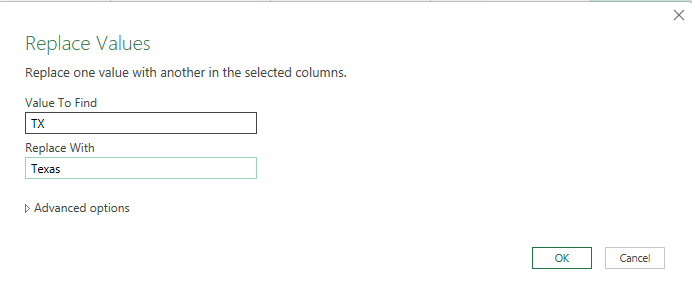 Replace Values
Replace one value with another in the selected columns.
Value To Find
TX
Replace With
Texas
Advanced options
OK
Cancel